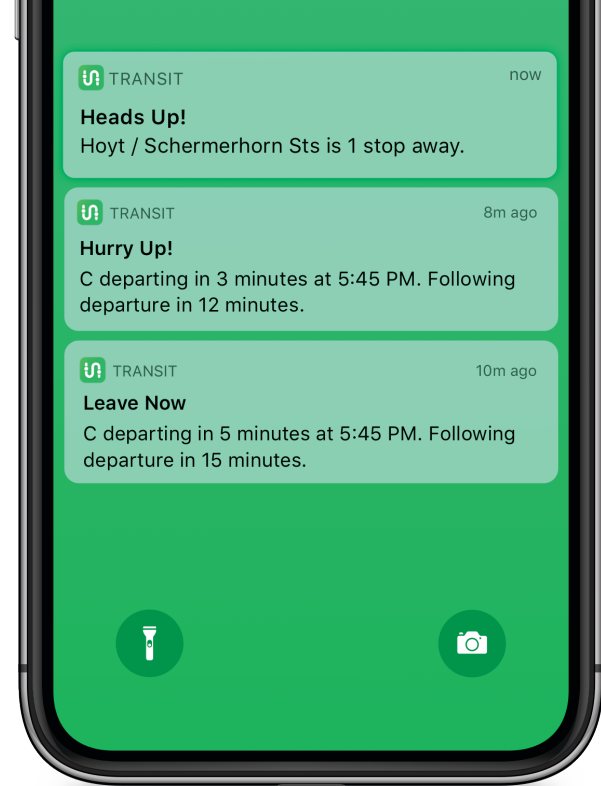 TRANSIT now
Heads Up!
Hoyt / Schermerhorn Sts is 1 stop away.
TRANSIT 8m ago
Hurry Up!
C departing in 3 minutes at 5:45 PM. Following
departure in 12 minutes.
TRANSIT 10m ago
Leave Now
C departing in 5 minutes at 5:45 PM. Following
departure in 15 minutes.